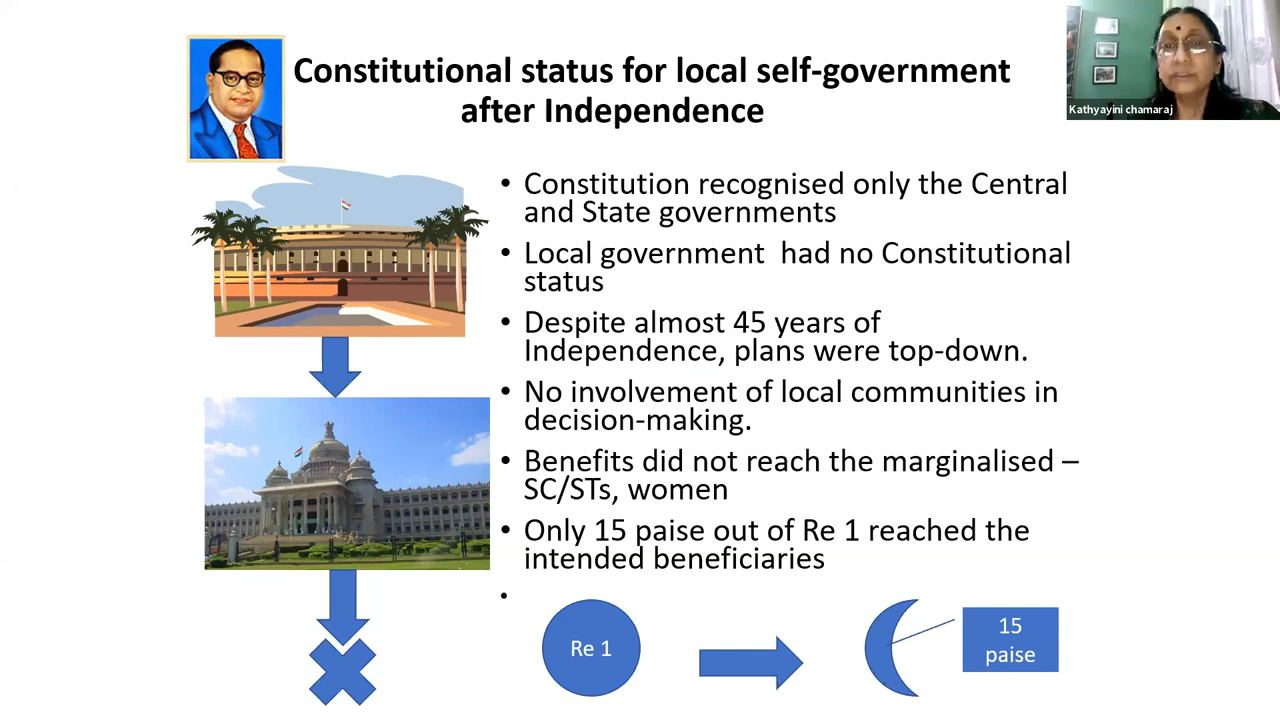 Constitutional status for local self-government
after Independence
Kathyayini chamaraj
• Constitution recognised only the Central
and State governments
• Local government had no Constitutional
status
• Despite almost 45 years of
Independence, plans were top-down.
• No involvement of local communities in
decision-making.
• Benefits did not reach the marginalised –
SC/STs, women
• Only 15 paise out of Re 1 reached the
intended beneficiaries
•
Re 1
15
paise